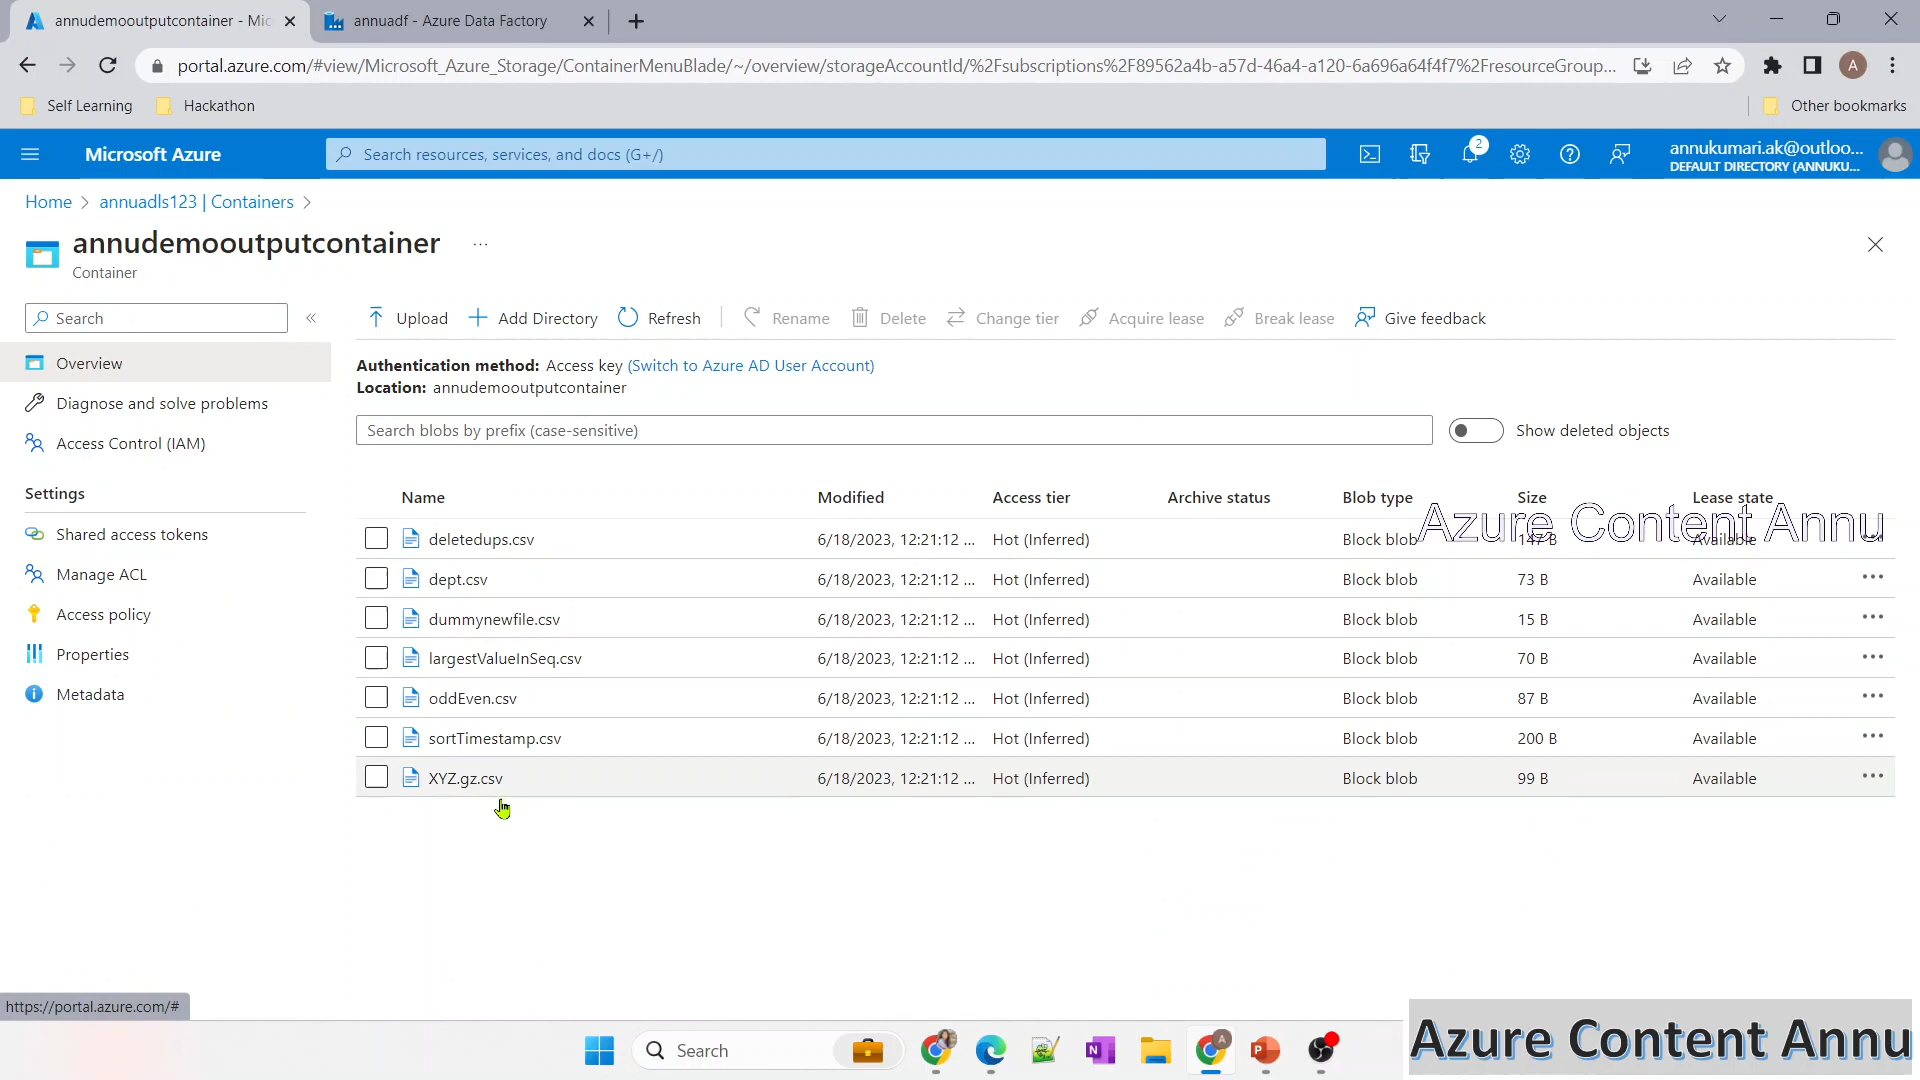 annudemooutputcontainer - Mic
annuadf - Azure Data Factory
portal.azure.com/#view/Microsoft_Azure_Storage/ContainerMenuBlade/~/overview/storageAccountId/%2Fsubscriptions%2F89562a4b-a57d-46a4-a120-6a696a64f4f7%2FresourceGroup...
A
Self Learning
Hackathon
Other bookmarks
Microsoft Azure
Search resources, services, and docs (G+/)
2
annukumari.ak@outloo...
DEFAULT DIRECTORY (ANNUKU...
Home > annuadls123 | Containers >
annudemooutputcontainer ...
Container
Search
«
Upload
Add Directory
Refresh
Rename
Delete
Change tier
Acquire lease
Break lease
Give feedback
Overview
Diagnose and solve problems
Access Control (IAM)
Settings
Shared access tokens
Manage ACL
Access policy
Properties
Metadata
Authentication method: Access key (Switch to Azure AD User Account)
Location: annudemooutputcontainer
Search blobs by prefix (case-sensitive)
Show deleted objects
Name Modified Access tier Archive status Blob type Size Lease state
Azure Content Annu
deletedups.csv 6/18/2023, 12:21:12 ... Hot (Inferred) Block blob 147 B Available ...
dept.csv 6/18/2023, 12:21:12 ... Hot (Inferred) Block blob 73 B Available ...
dummynewfile.csv 6/18/2023, 12:21:12 ... Hot (Inferred) Block blob 15 B Available ...
largestValueInSeq.csv 6/18/2023, 12:21:12 ... Hot (Inferred) Block blob 70 B Available ...
oddEven.csv 6/18/2023, 12:21:12 ... Hot (Inferred) Block blob 87 B Available ...
sortTimestamp.csv 6/18/2023, 12:21:12 ... Hot (Inferred) Block blob 200 B Available ...
XYZ.gz.csv 6/18/2023, 12:21:12 ... Hot (Inferred) Block blob 99 B Available ...
https://portal.azure.com/#
Search
Azure Content Annu